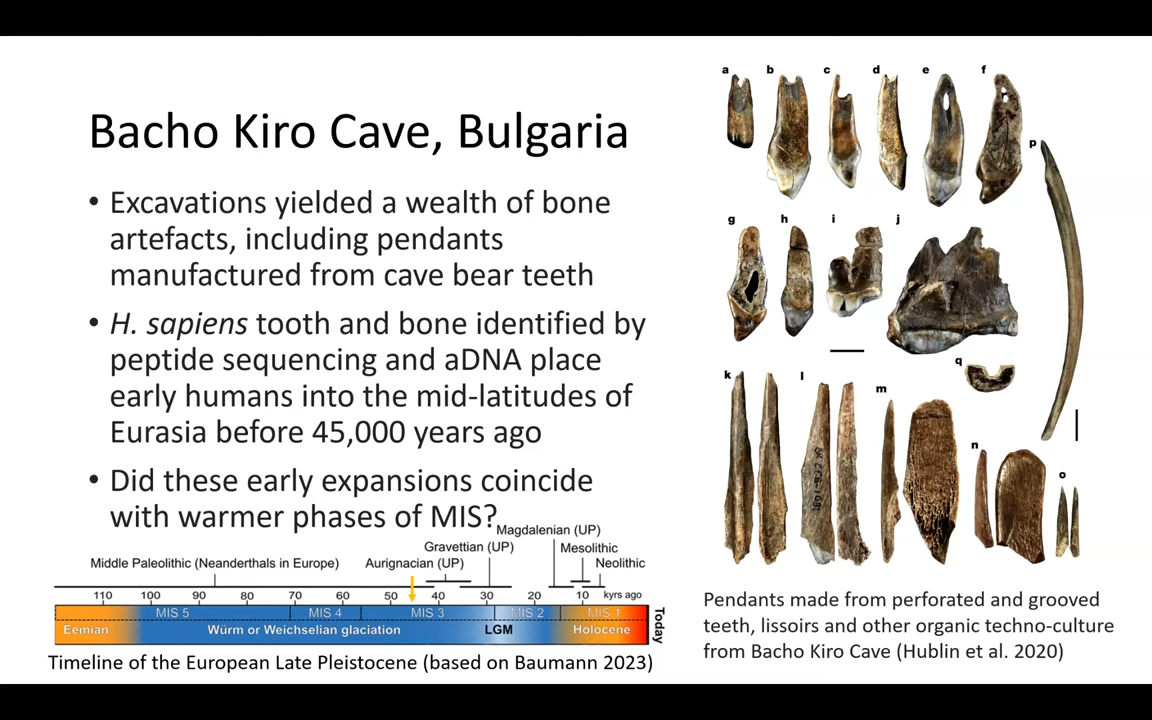 Bacho Kiro Cave, Bulgaria
• Excavations yielded a wealth of bone
artefacts, including pendants
manufactured from cave bear teeth
• H. sapiens tooth and bone identified by
peptide sequencing and aDNA place
early humans into the mid-latitudes of
Eurasia before 45,000 years ago
• Did these early expansions coincide
with warmer phases of MIS?
Magdalenian (UP)
Gravettian (UP)
Mesolithic
Middle Paleolithic (Neanderthals in Europe)
Aurignacian (UP)
Neolithic
110 100 90 80 70 60 50 40 30 20 10 kyrs ago
MIS 5 MIS 4 MIS 3 MIS 2 MIS 1
Eemian Würm or Weichselian glaciation LGM Holocene
Today
Timeline of the European Late Pleistocene (based on Baumann 2023)
a b c d e f
p
g h i j
q
k l m
n
o
Pendants made from perforated and grooved
teeth, lissoirs and other organic techno-culture
from Bacho Kiro Cave (Hublin et al. 2020)